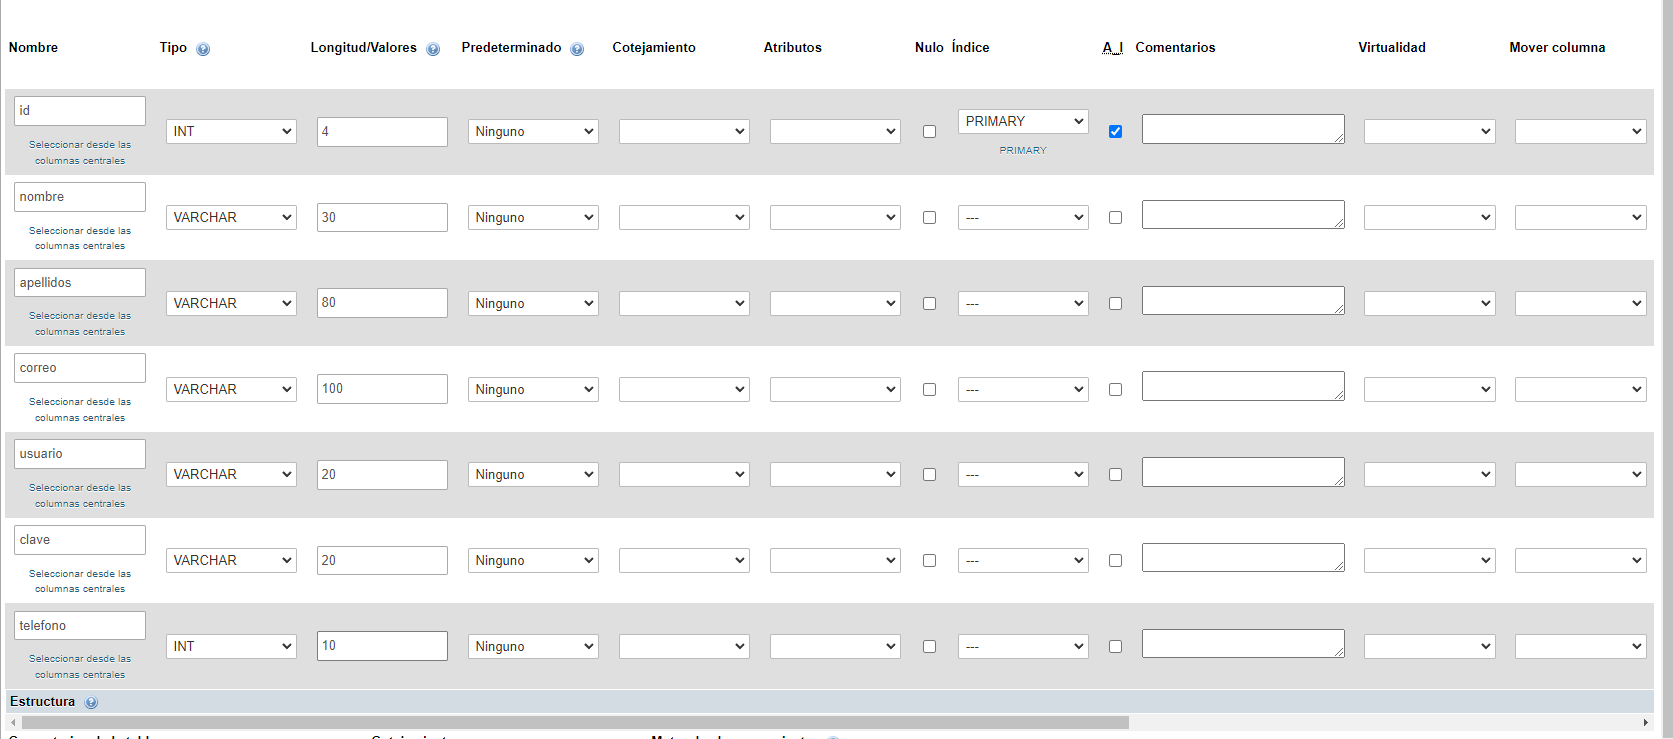 Nombre Tipo Longitud/Valores Predeterminado Cotejamiento Atributos Nulo Índice A_I Comentarios Virtualidad Mover columna
id
INT 4 Ninguno PRIMARY
Seleccionar desde las
columnas centrales
PRIMARY
nombre
VARCHAR 30 Ninguno ---
Seleccionar desde las
columnas centrales
apellidos
VARCHAR 80 Ninguno ---
Seleccionar desde las
columnas centrales
correo
VARCHAR 100 Ninguno ---
Seleccionar desde las
columnas centrales
usuario
VARCHAR 20 Ninguno ---
Seleccionar desde las
columnas centrales
clave
VARCHAR 20 Ninguno ---
Seleccionar desde las
columnas centrales
telefono
INT 10 Ninguno ---
Seleccionar desde las
columnas centrales
Estructura